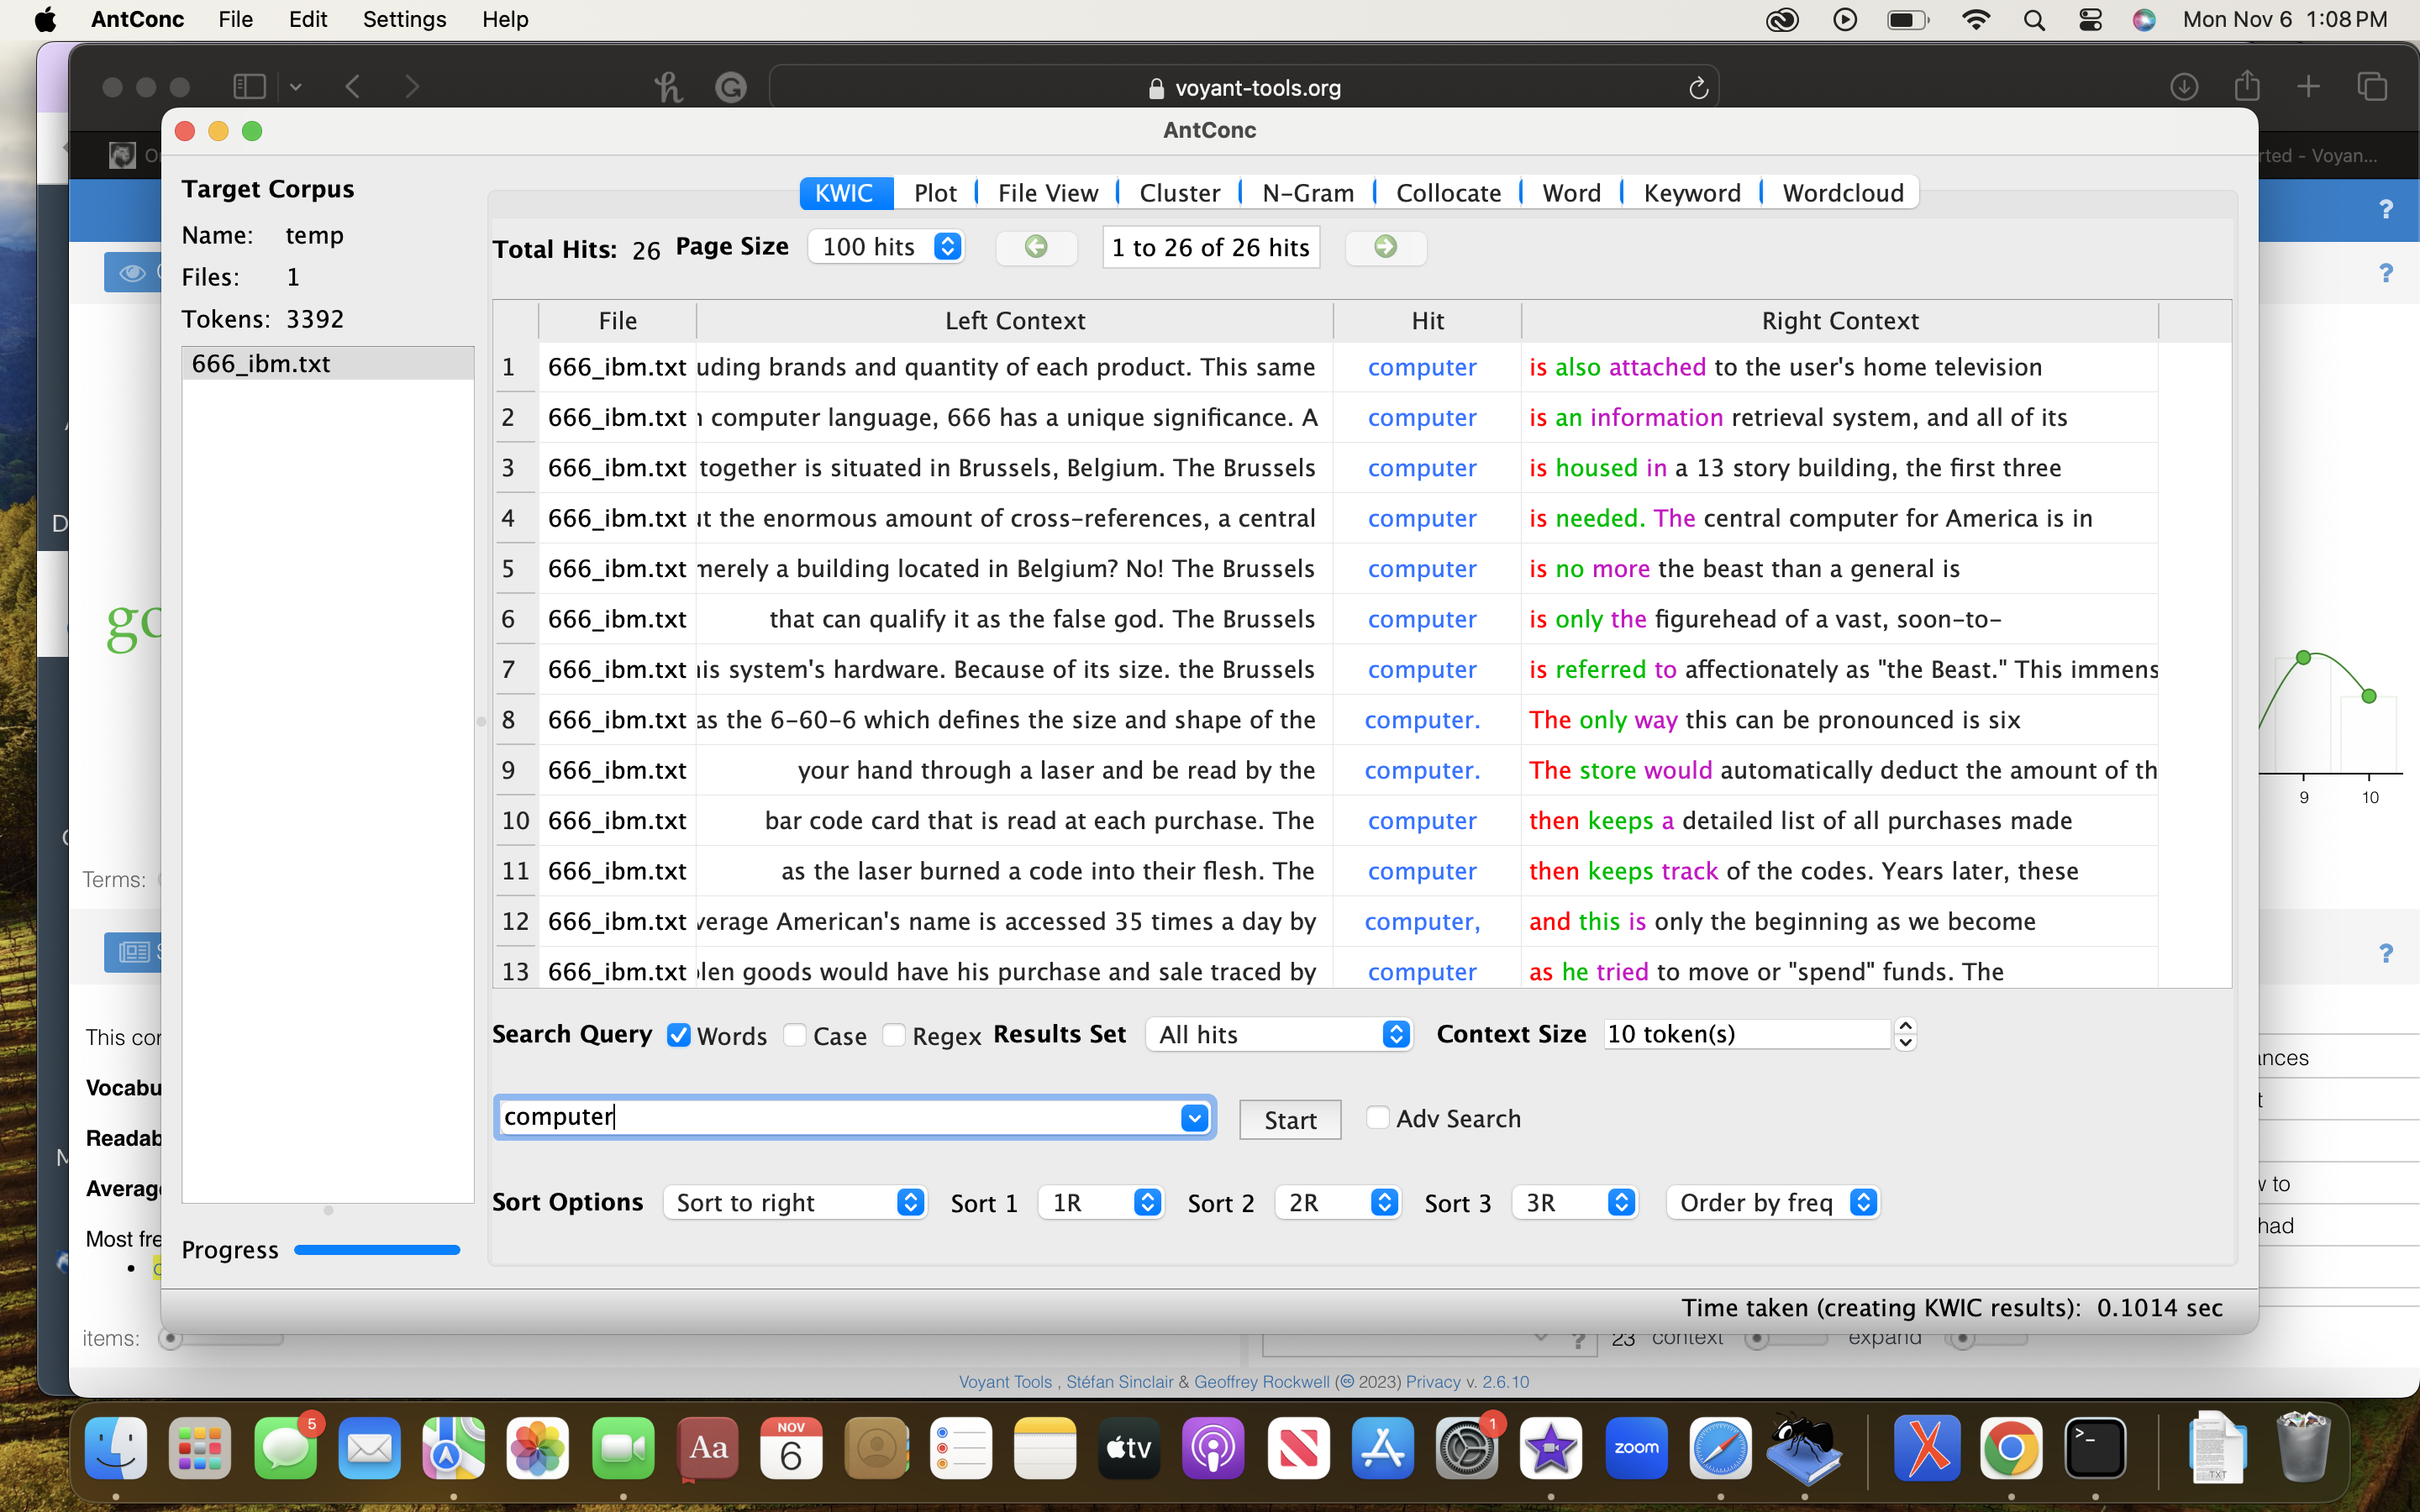 AntConc File Edit Settings Help Mon Nov 6 1:08 PM
voyant-tools.org
AntConc
rted - Voyan...
Target Corpus
Name: temp
Files: 1
Tokens: 3392
666_ibm.txt
KWIC Plot File View Cluster N-Gram Collocate Word Keyword Wordcloud
Total Hits: 26 Page Size 100 hits 1 to 26 of 26 hits
File Left Context Hit Right Context
1 666_ibm.txt uding brands and quantity of each product. This same computer is also attached to the user's home television
2 666_ibm.txt computer language, 666 has a unique significance. A computer is an information retrieval system, and all of its
3 666_ibm.txt together is situated in Brussels, Belgium. The Brussels computer is housed in a 13 story building, the first three
4 666_ibm.txt ut the enormous amount of cross-references, a central computer is needed. The central computer for America is in
5 666_ibm.txt merely a building located in Belgium? No! The Brussels computer is no more the beast than a general is
6 666_ibm.txt that can qualify it as the false god. The Brussels computer is only the figurehead of a vast, soon-to-
7 666_ibm.txt his system's hardware. Because of its size. the Brussels computer is referred to affectionately as "the Beast." This immens
8 666_ibm.txt as the 6-60-6 which defines the size and shape of the computer. The only way this can be pronounced is six
9 666_ibm.txt your hand through a laser and be read by the computer. The store would automatically deduct the amount of th
10 666_ibm.txt bar code card that is read at each purchase. The computer then keeps a detailed list of all purchases made
11 666_ibm.txt as the laser burned a code into their flesh. The computer then keeps track of the codes. Years later, these
12 666_ibm.txt verage American's name is accessed 35 times a day by computer, and this is only the beginning as we become
13 666_ibm.txt len goods would have his purchase and sale traced by computer as he tried to move or "spend" funds. The
Search Query Words Case Regex Results Set All hits Context Size 10 token(s)
computer Start Adv Search
Sort Options Sort to right Sort 1 1R Sort 2 2R Sort 3 3R Order by freq
Progress
Time taken (creating KWIC results): 0.1014 sec
go
Terms:
This cor
Vocabu
Readab
Average
Most fre
items:
9 10
ances
t
w to
had
? 23 context expand
Voyant Tools , Stéfan Sinclair & Geoffrey Rockwell (© 2023) Privacy v. 2.6.10
5 Aa NOV 6 tv 1 zoom >_ TXT